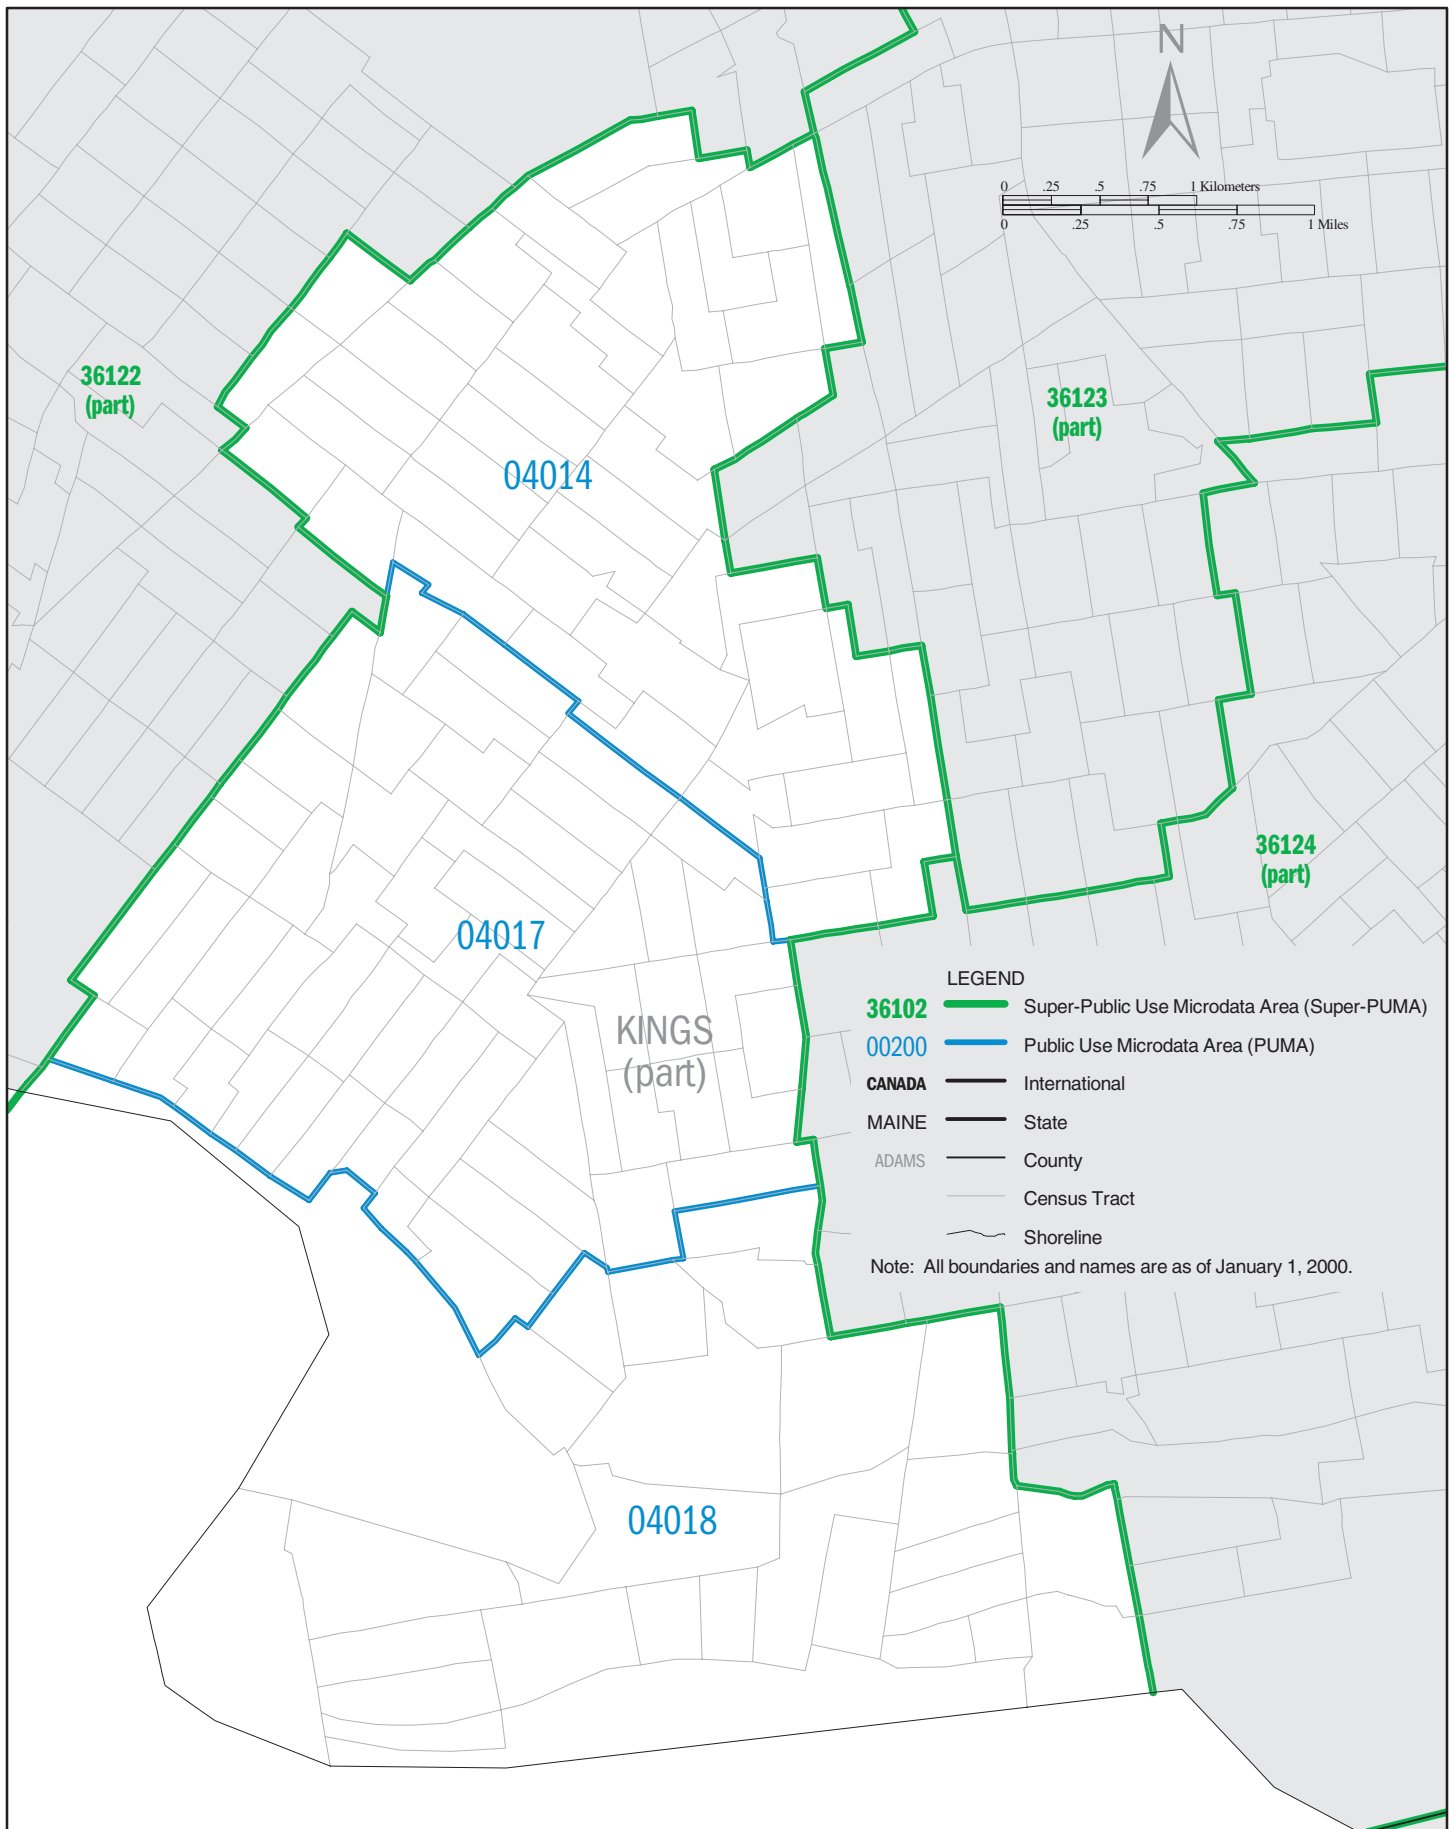 N
0 .25 .5 .75 1 Kilometers
0 .25 .5 .75 1 Miles
36122
(part)
36123
(part)
04014
36124
(part)
04017
KINGS
(part)
LEGEND
36102 Super-Public Use Microdata Area (Super-PUMA)
00200 Public Use Microdata Area (PUMA)
CANADA International
MAINE State
ADAMS County
Census Tract
Shoreline
Note: All boundaries and names are as of January 1, 2000.
04018